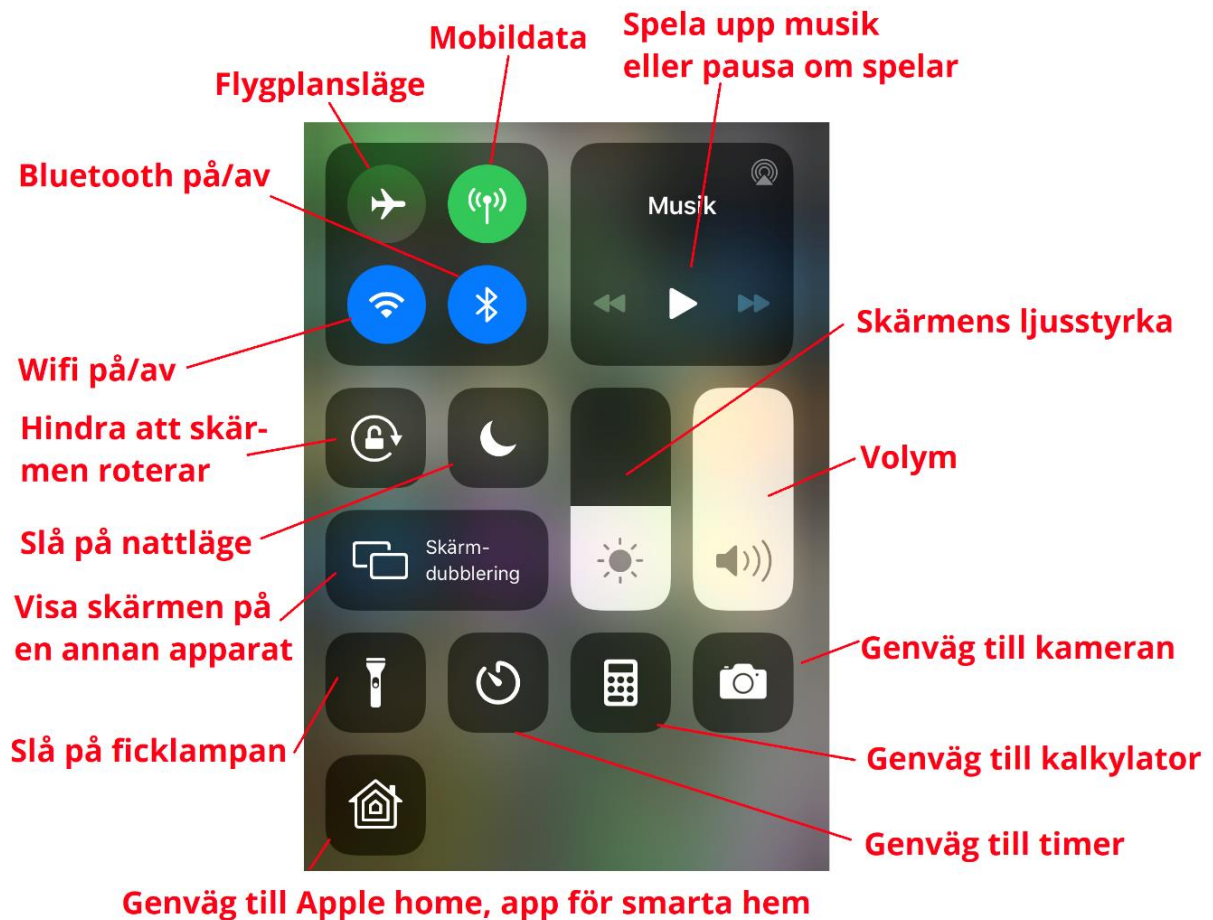 Spela upp musik
eller pausa om spelar
Mobildata
Flygplansläge
Bluetooth på/av
Musik
Wifi på/av
Skärmens ljusstyrka
Hindra att skär-
men roterar
Volym
Slå på nattläge
Skärm-
dubblering
Visa skärmen på
en annan apparat
Genväg till kameran
Slå på ficklampan
Genväg till kalkylator
Genväg till timer
Genväg till Apple home, app för smarta hem